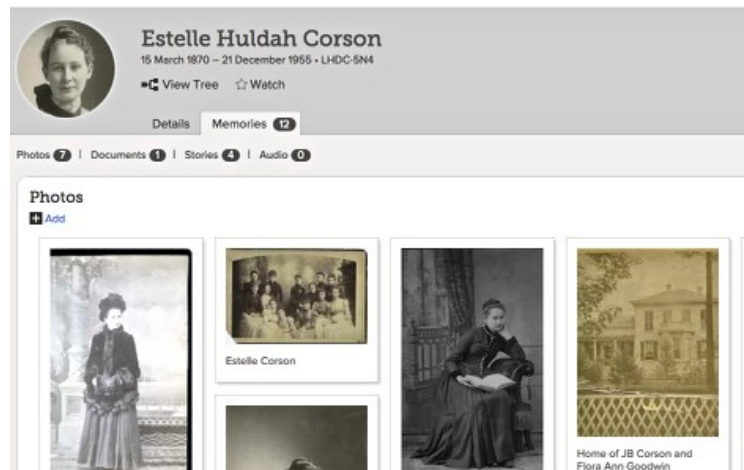 Estelle Huldah Corson
15 March 1870 – 21 December 1955 • LHDC-5N4
View Tree Watch
Details Memories 12
Photos 7 | Documents 1 | Stories 4 | Audio 0
Photos
Add
Estelle Corson
Home of JB Corson and
Flora Ann Goodwin